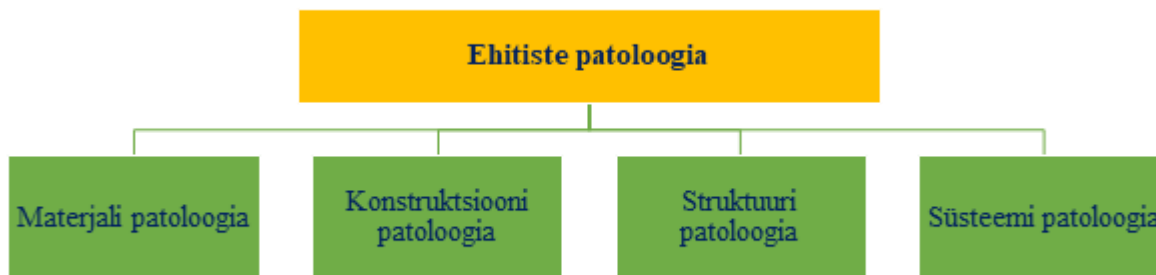 Ehitiste patoloogia
Materjali patoloogia
Konstruktsiooni
patoloogia
Struktuuri
patoloogia
Süsteemi patoloogia